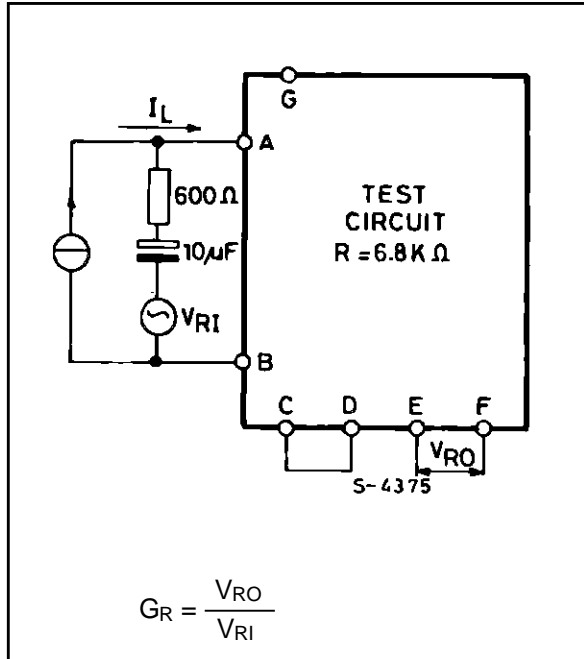 G
I_L
A
600Ω
10µF
TEST
CIRCUIT
R = 6.8KΩ
V_RI
B
C D E F
V_RO
S-4375
G_R = V_RO / V_RI